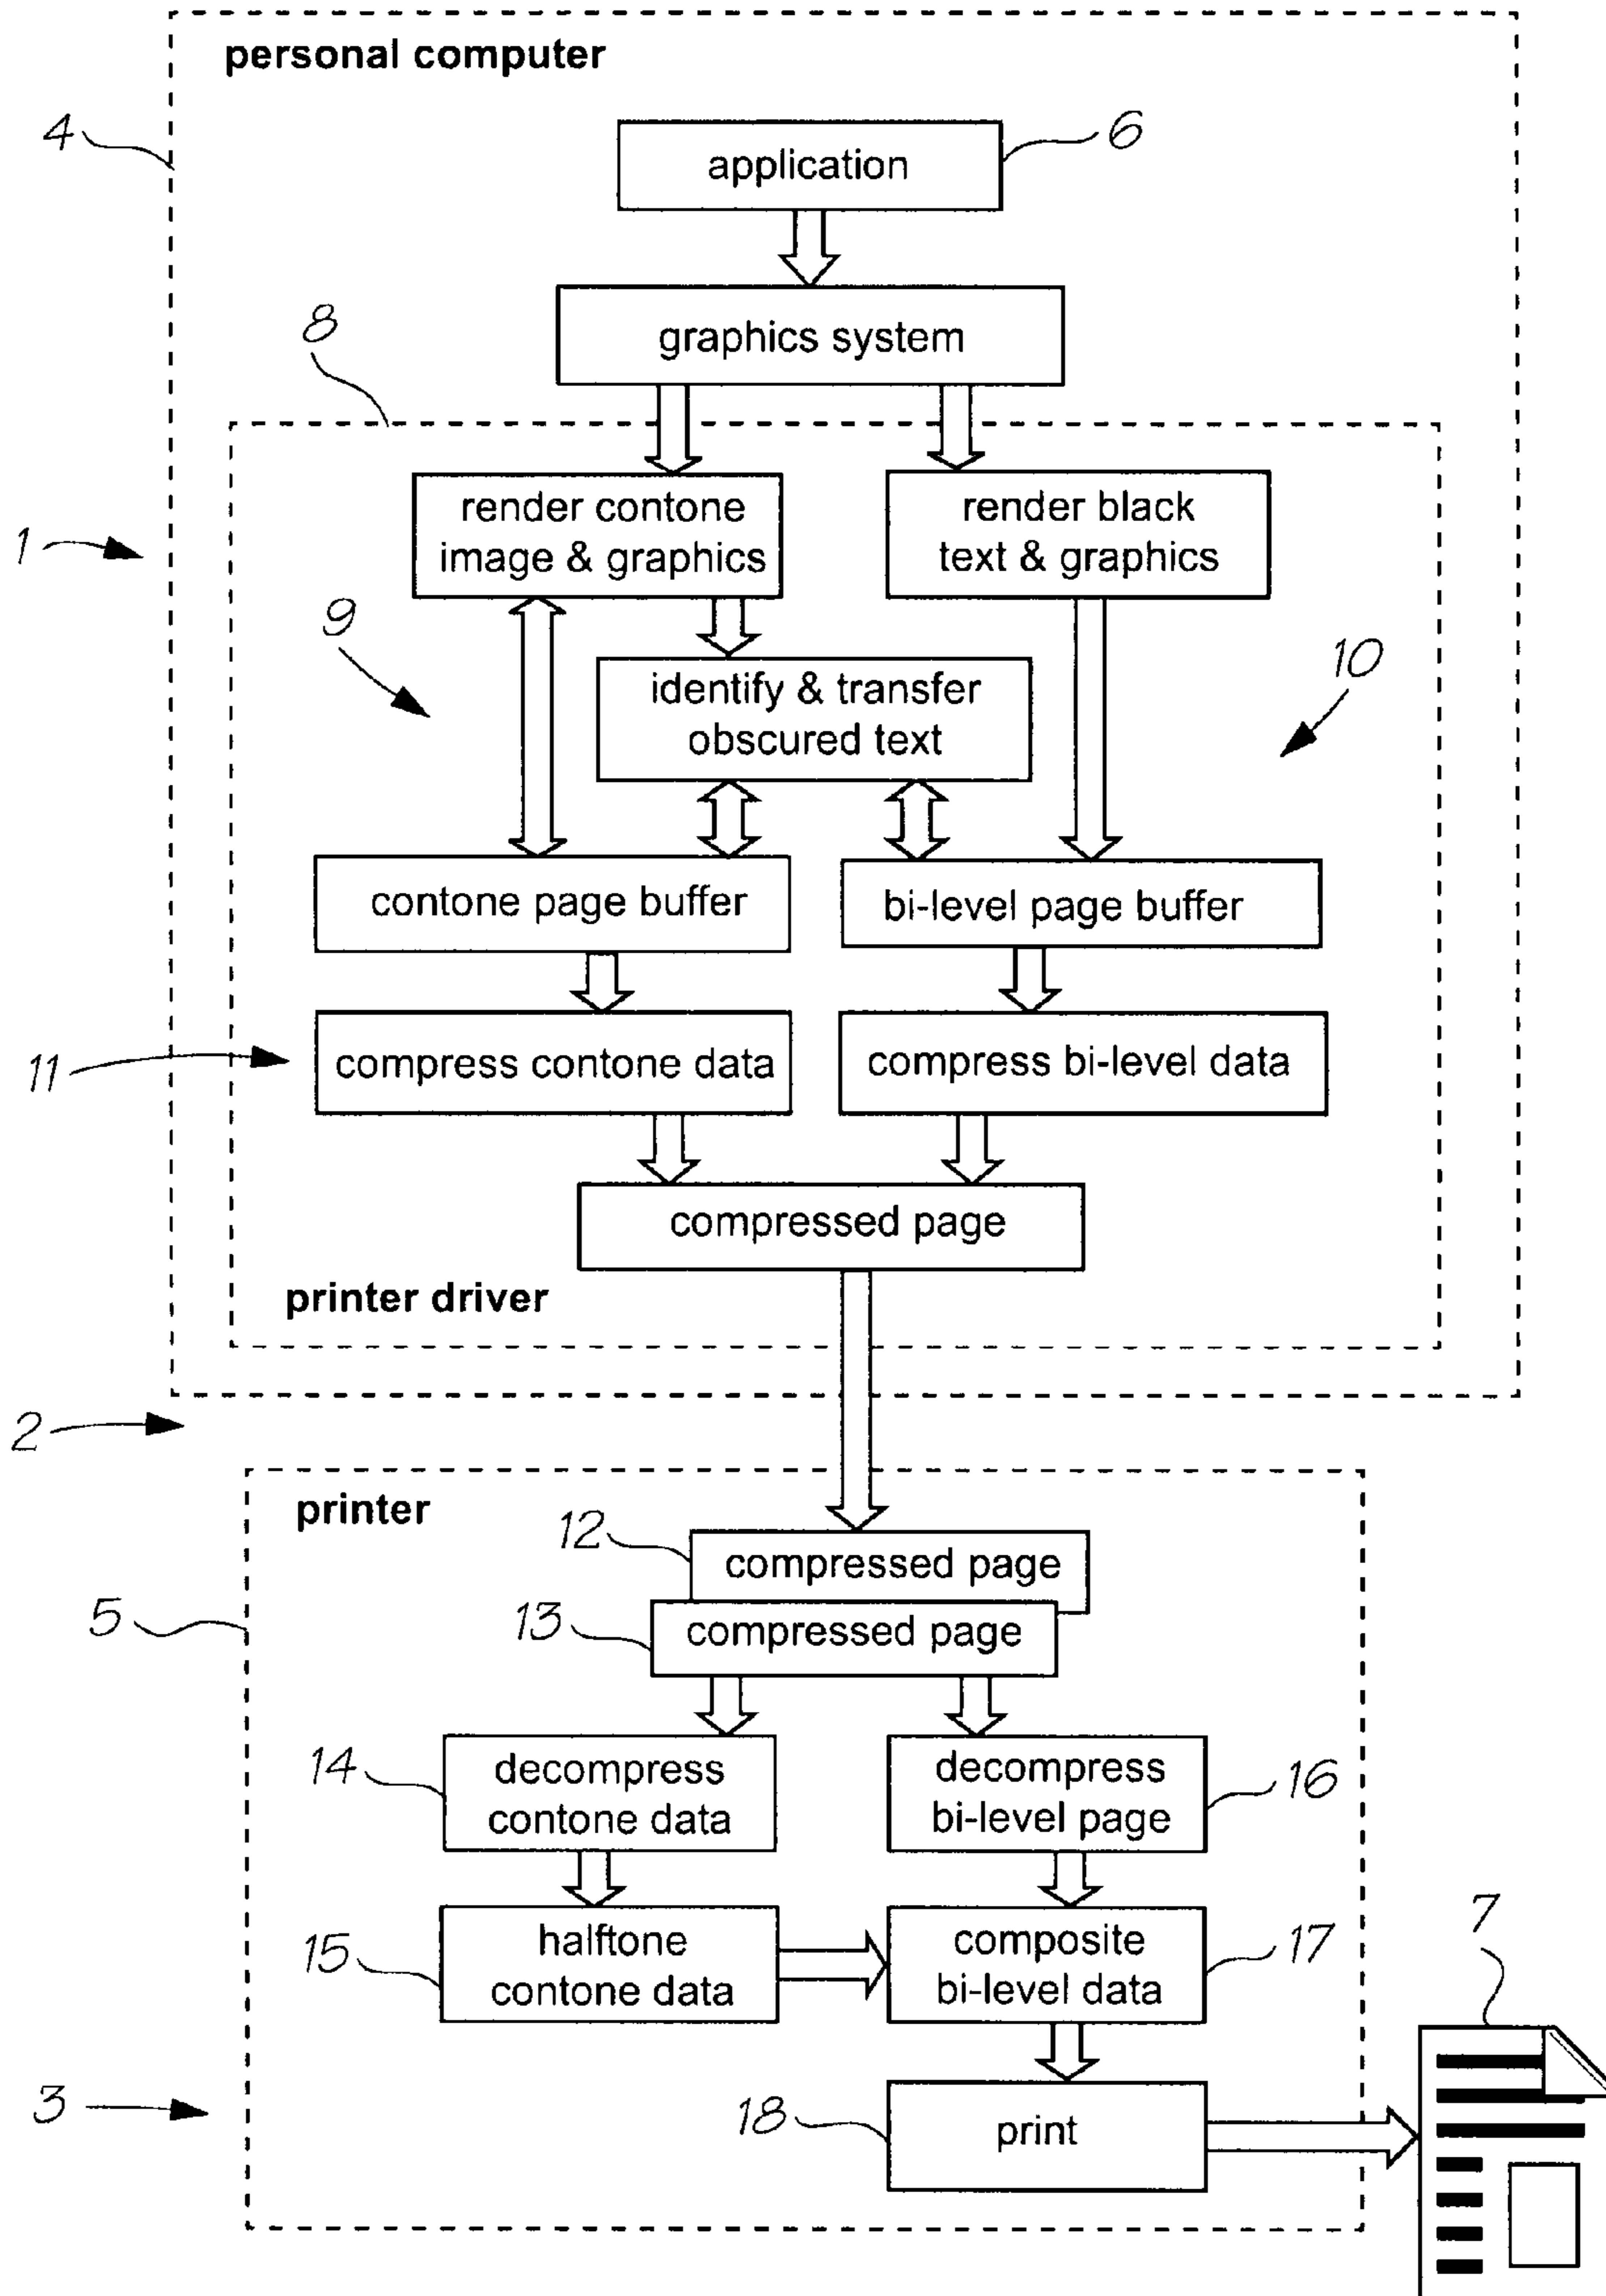 personal computer
4
application
6
graphics system
8
render contone
image & graphics
render black
text & graphics
1
9
identify & transfer
obscured text
10
contone page buffer
bi-level page buffer
11
compress contone data
compress bi-level data
compressed page
printer driver
2
printer
12
compressed page
5
13
compressed page
14
decompress
contone data
decompress
bi-level page
16
15
halftone
contone data
composite
bi-level data
17
7
3
18
print